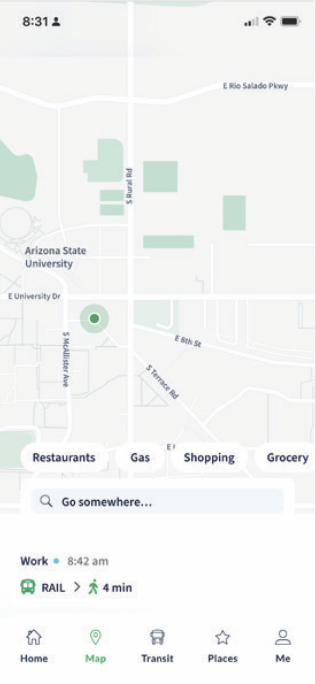 8:31
E Rio Salado Pkwy
S Rural Rd
Arizona State
University
E University Dr
S McAllister Ave
E 8th St
S Terrace Rd
E
Restaurants
Gas
Shopping
Grocery
Go somewhere...
Work • 8:42 am
RAIL > 4 min
Home
Map
Transit
Places
Me